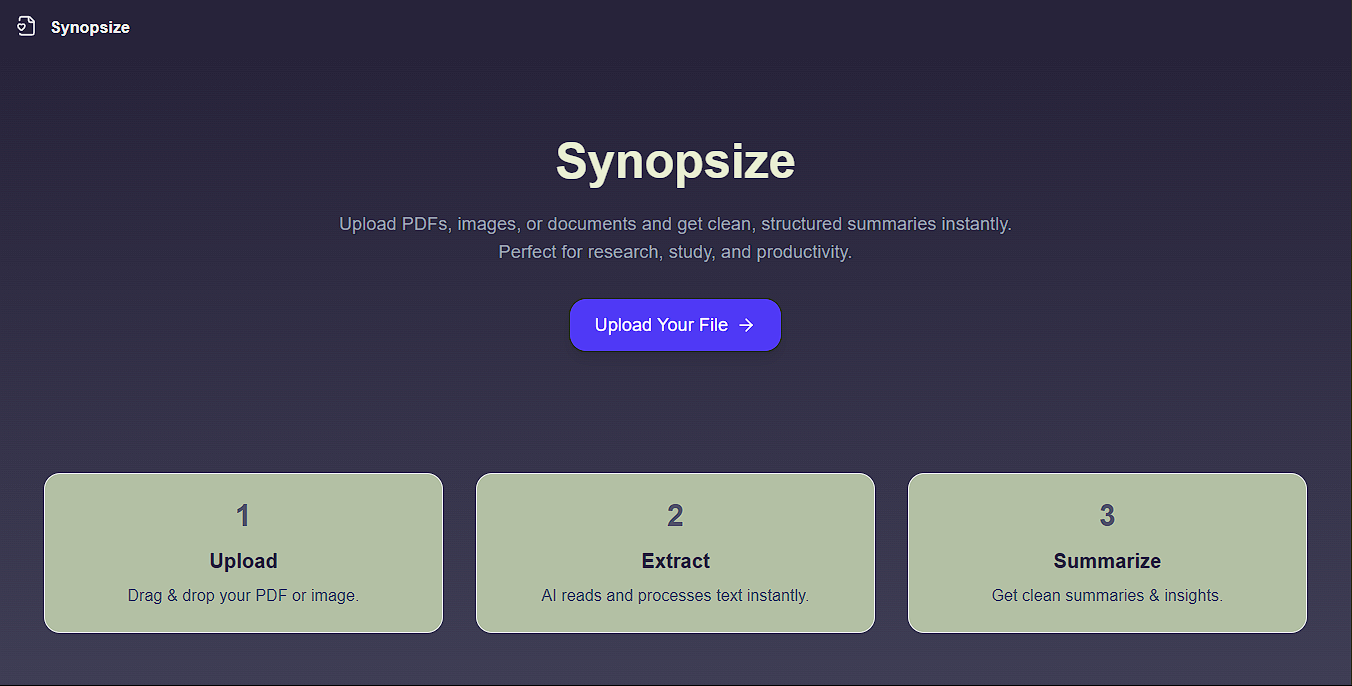 Synopsize
Synopsize
Upload PDFs, images, or documents and get clean, structured summaries instantly.
Perfect for research, study, and productivity.
Upload Your File
1
Upload
Drag & drop your PDF or image.
2
Extract
AI reads and processes text instantly.
3
Summarize
Get clean summaries & insights.